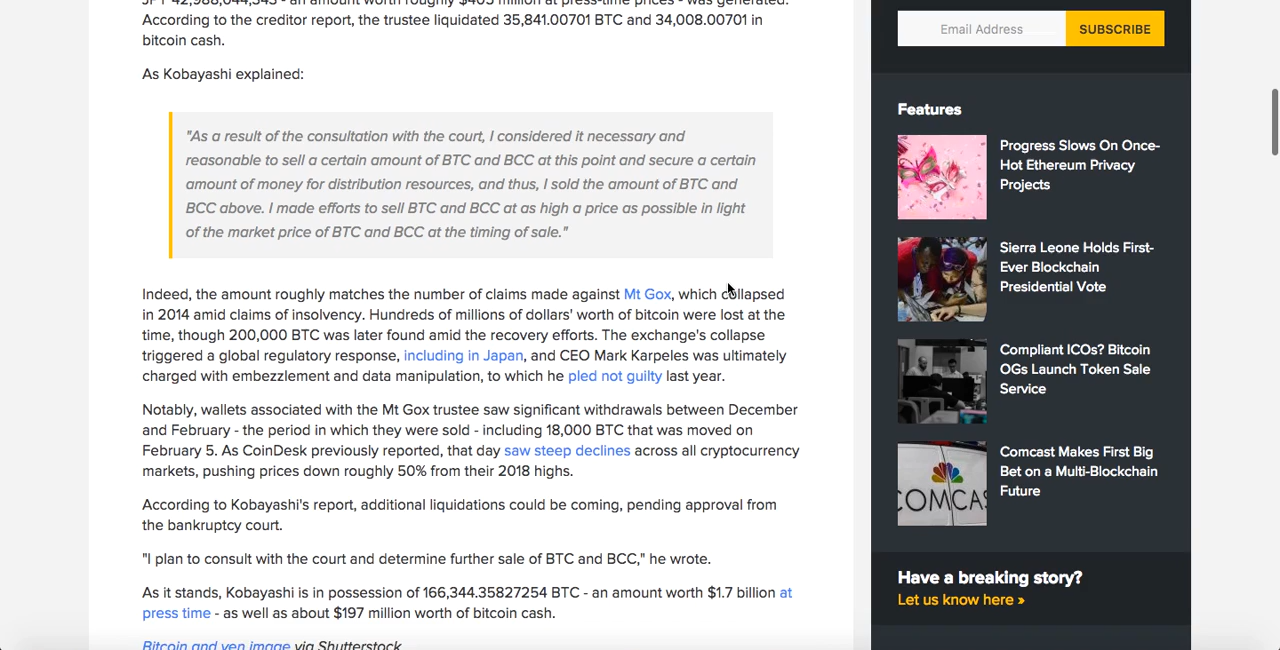 According to the creditor report, the trustee liquidated 35,841.00701 BTC and 34,008.00701 in
bitcoin cash.
As Kobayashi explained:
"As a result of the consultation with the court, I considered it necessary and
reasonable to sell a certain amount of BTC and BCC at this point and secure a certain
amount of money for distribution resources, and thus, I sold the amount of BTC and
BCC above. I made efforts to sell BTC and BCC at as high a price as possible in light
of the market price of BTC and BCC at the timing of sale."
Indeed, the amount roughly matches the number of claims made against Mt Gox, which collapsed
in 2014 amid claims of insolvency. Hundreds of millions of dollars' worth of bitcoin were lost at the
time, though 200,000 BTC was later found amid the recovery efforts. The exchange's collapse
triggered a global regulatory response, including in Japan, and CEO Mark Karpeles was ultimately
charged with embezzlement and data manipulation, to which he pled not guilty last year.
Notably, wallets associated with the Mt Gox trustee saw significant withdrawals between December
and February - the period in which they were sold - including 18,000 BTC that was moved on
February 5. As CoinDesk previously reported, that day saw steep declines across all cryptocurrency
markets, pushing prices down roughly 50% from their 2018 highs.
According to Kobayashi's report, additional liquidations could be coming, pending approval from
the bankruptcy court.
"I plan to consult with the court and determine further sale of BTC and BCC," he wrote.
As it stands, Kobayashi is in possession of 166,344.35827254 BTC - an amount worth $1.7 billion at
press time - as well as about $197 million worth of bitcoin cash.
Bitcoin and yen image via Shutterstock
Email Address
SUBSCRIBE
Features
Progress Slows On Once-
Hot Ethereum Privacy
Projects
Sierra Leone Holds First-
Ever Blockchain
Presidential Vote
Compliant ICOs? Bitcoin
OGs Launch Token Sale
Service
COMCAS
Comcast Makes First Big
Bet on a Multi-Blockchain
Future
Have a breaking story?
Let us know here »